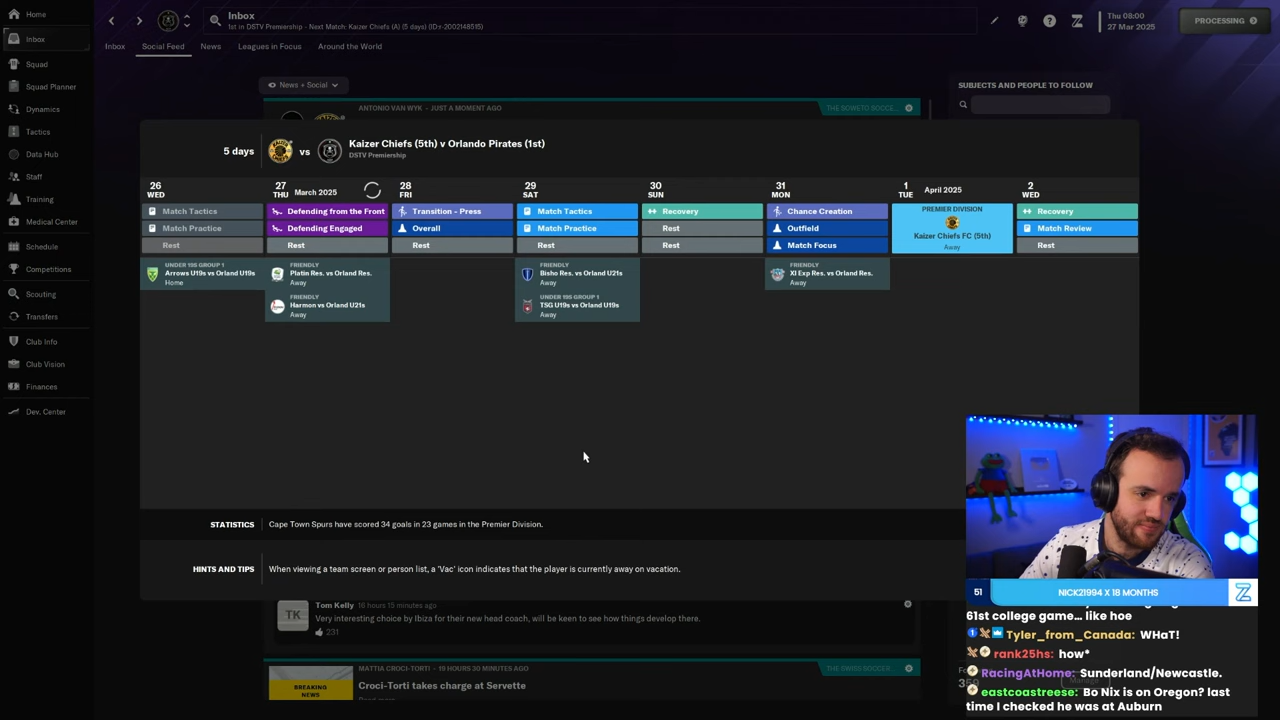 Home
Inbox
Squad
Squad Planner
Dynamics
Tactics
Data Hub
Staff
Training
Medical Center
Schedule
Competitions
Scouting
Transfers
Club Info
Club Vision
Finances
Dev. Center
Inbox
1st in DSTV Premiership - Next Match: Kaizer Chiefs (A) (5 days) (ID:r-2002148515)
Thu 08:00
27 Mar 2025
PROCESSING
Inbox
Social Feed
News
Leagues in Focus
Around the World
News + Social
SUBJECTS AND PEOPLE TO FOLLOW
ANTONIO VAN WYK - JUST A MOMENT AGO
THE SOWETO SOCCE...
5 days
vs
Kaizer Chiefs (5th) v Orlando Pirates (1st)
DSTV Premiership
26 WED
27 THU
March 2025
28 FRI
29 SAT
30 SUN
31 MON
1 TUE
April 2025
2 WED
Match Tactics
Defending from the Front
Transition - Press
Match Tactics
Recovery
Chance Creation
PREMIER DIVISION
Kaizer Chiefs FC (5th)
Away
Recovery
Match Practice
Defending Engaged
Overall
Match Practice
Rest
Outfield
Match Review
Rest
Rest
Rest
Rest
Rest
Match Focus
Rest
UNDER 19S GROUP 1
Arrows U19s vs Orland U19s
Home
FRIENDLY
Platin Res. vs Orland Res.
Away
FRIENDLY
Harmon vs Orland U21s
Away
FRIENDLY
Bisho Res. vs Orland U21s
Away
UNDER 19S GROUP 1
TSG U19s vs Orland U19s
Away
FRIENDLY
XI Exp Res. vs Orland Res.
Away
STATISTICS
Cape Town Spurs have scored 34 goals in 23 games in the Premier Division.
HINTS AND TIPS
When viewing a team screen or person list, a 'Vac' icon indicates that the player is currently away on vacation.
TK
Tom Kelly 16 hours 15 minutes ago
Very interesting choice by Ibiza for their new head coach, will be keen to see how things develop there.
231
MATTIA CROCI-TORTI - 19 HOURS 30 MINUTES AGO
THE SWISS SOCCER...
BREAKING NEWS
Croci-Torti takes charge at Servette
51
NICK21994 X 18 MONTHS
61st college game... like hoe
Tyler_from_Canada: WHaT!
rank25hs: how*
RacingAtHome: Sunderland/Newcastle.
eastcoastreese: Bo Nix is on Oregon? last
time I checked he was at Auburn